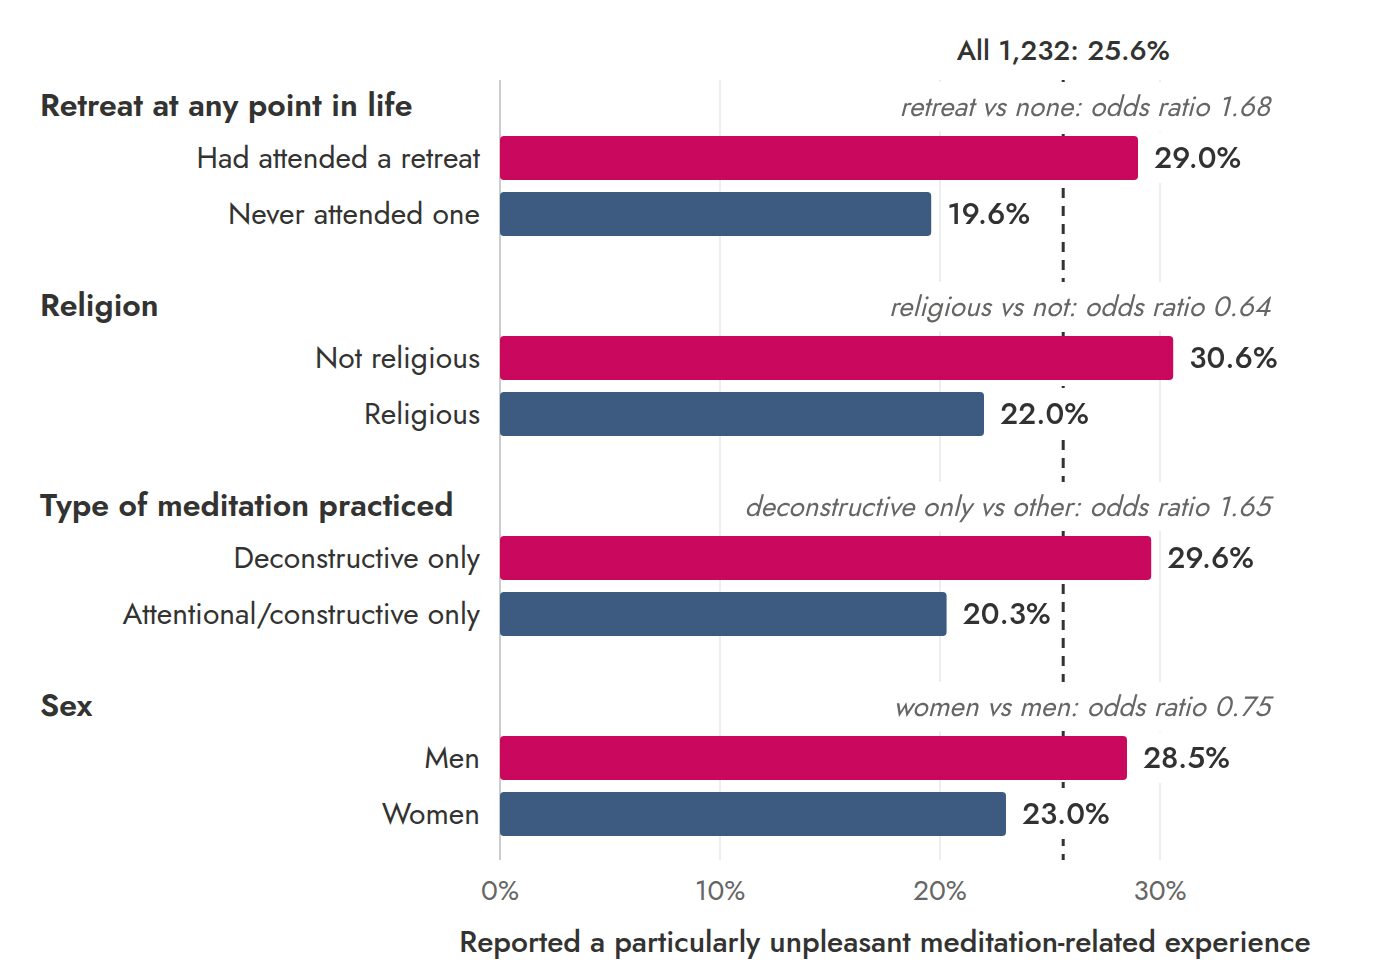 All 1,232: 25.6%
Retreat at any point in life
retreat vs none: odds ratio 1.68
Had attended a retreat
29.0%
Never attended one
19.6%
Religion
religious vs not: odds ratio 0.64
Not religious
30.6%
Religious
22.0%
Type of meditation practiced
deconstructive only vs other: odds ratio 1.65
Deconstructive only
29.6%
Attentional/constructive only
20.3%
Sex
women vs men: odds ratio 0.75
Men
28.5%
Women
23.0%
0%
10%
20%
30%
Reported a particularly unpleasant meditation-related experience